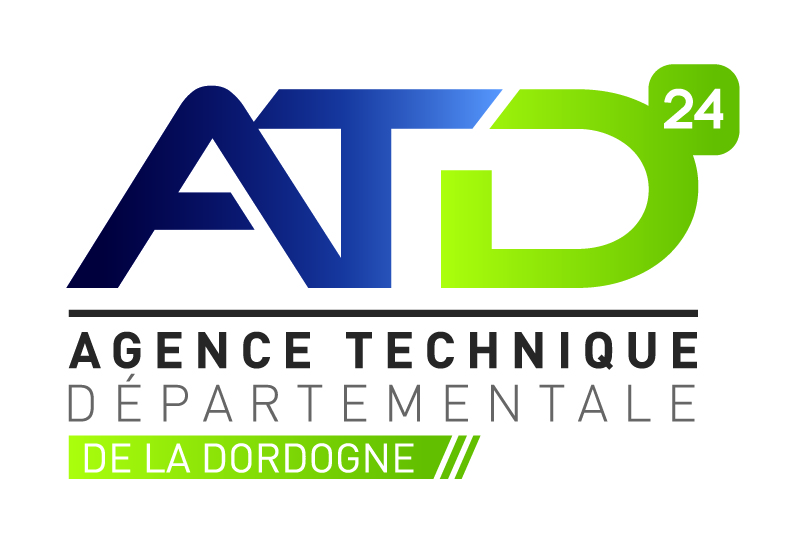 ATD 24
AGENCE TECHNIQUE
DÉPARTEMENTALE
DE LA DORDOGNE